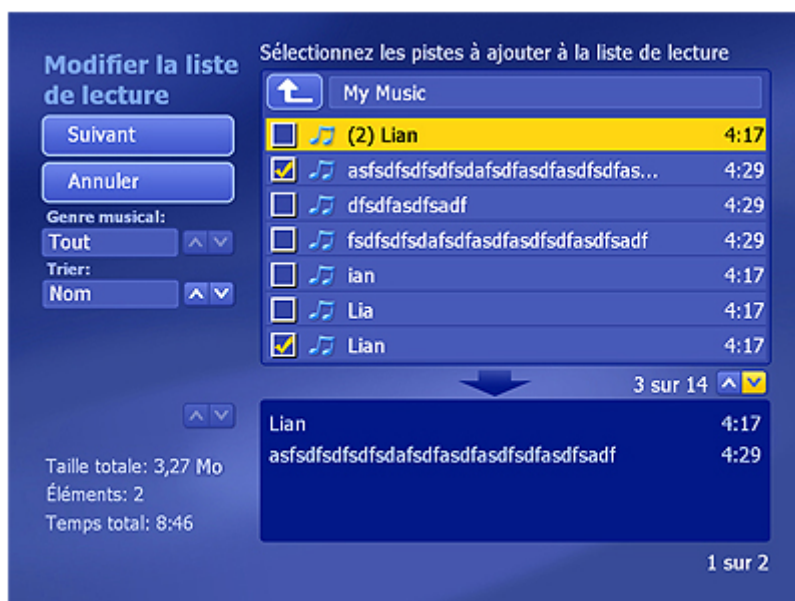 Modifier la liste
de lecture
Suivant
Annuler
Genre musical:
Tout
Trier:
Nom
Taille totale: 3,27 Mo
Éléments: 2
Temps total: 8:46
Sélectionnez les pistes à ajouter à la liste de lecture
My Music
(2) Lian 4:17
asfsdfsdfsdfsdafsdfasdfasdfsdfas... 4:29
dfsdfasdfsadf 4:29
fsdfsdfsdafsdfasdfasdfsdfasdfsadf 4:29
ian 4:17
Lia 4:17
Lian 4:17
3 sur 14
Lian 4:17
asfsdfsdfsdfsdafsdfasdfasdfsdfasdfsadf 4:29
1 sur 2